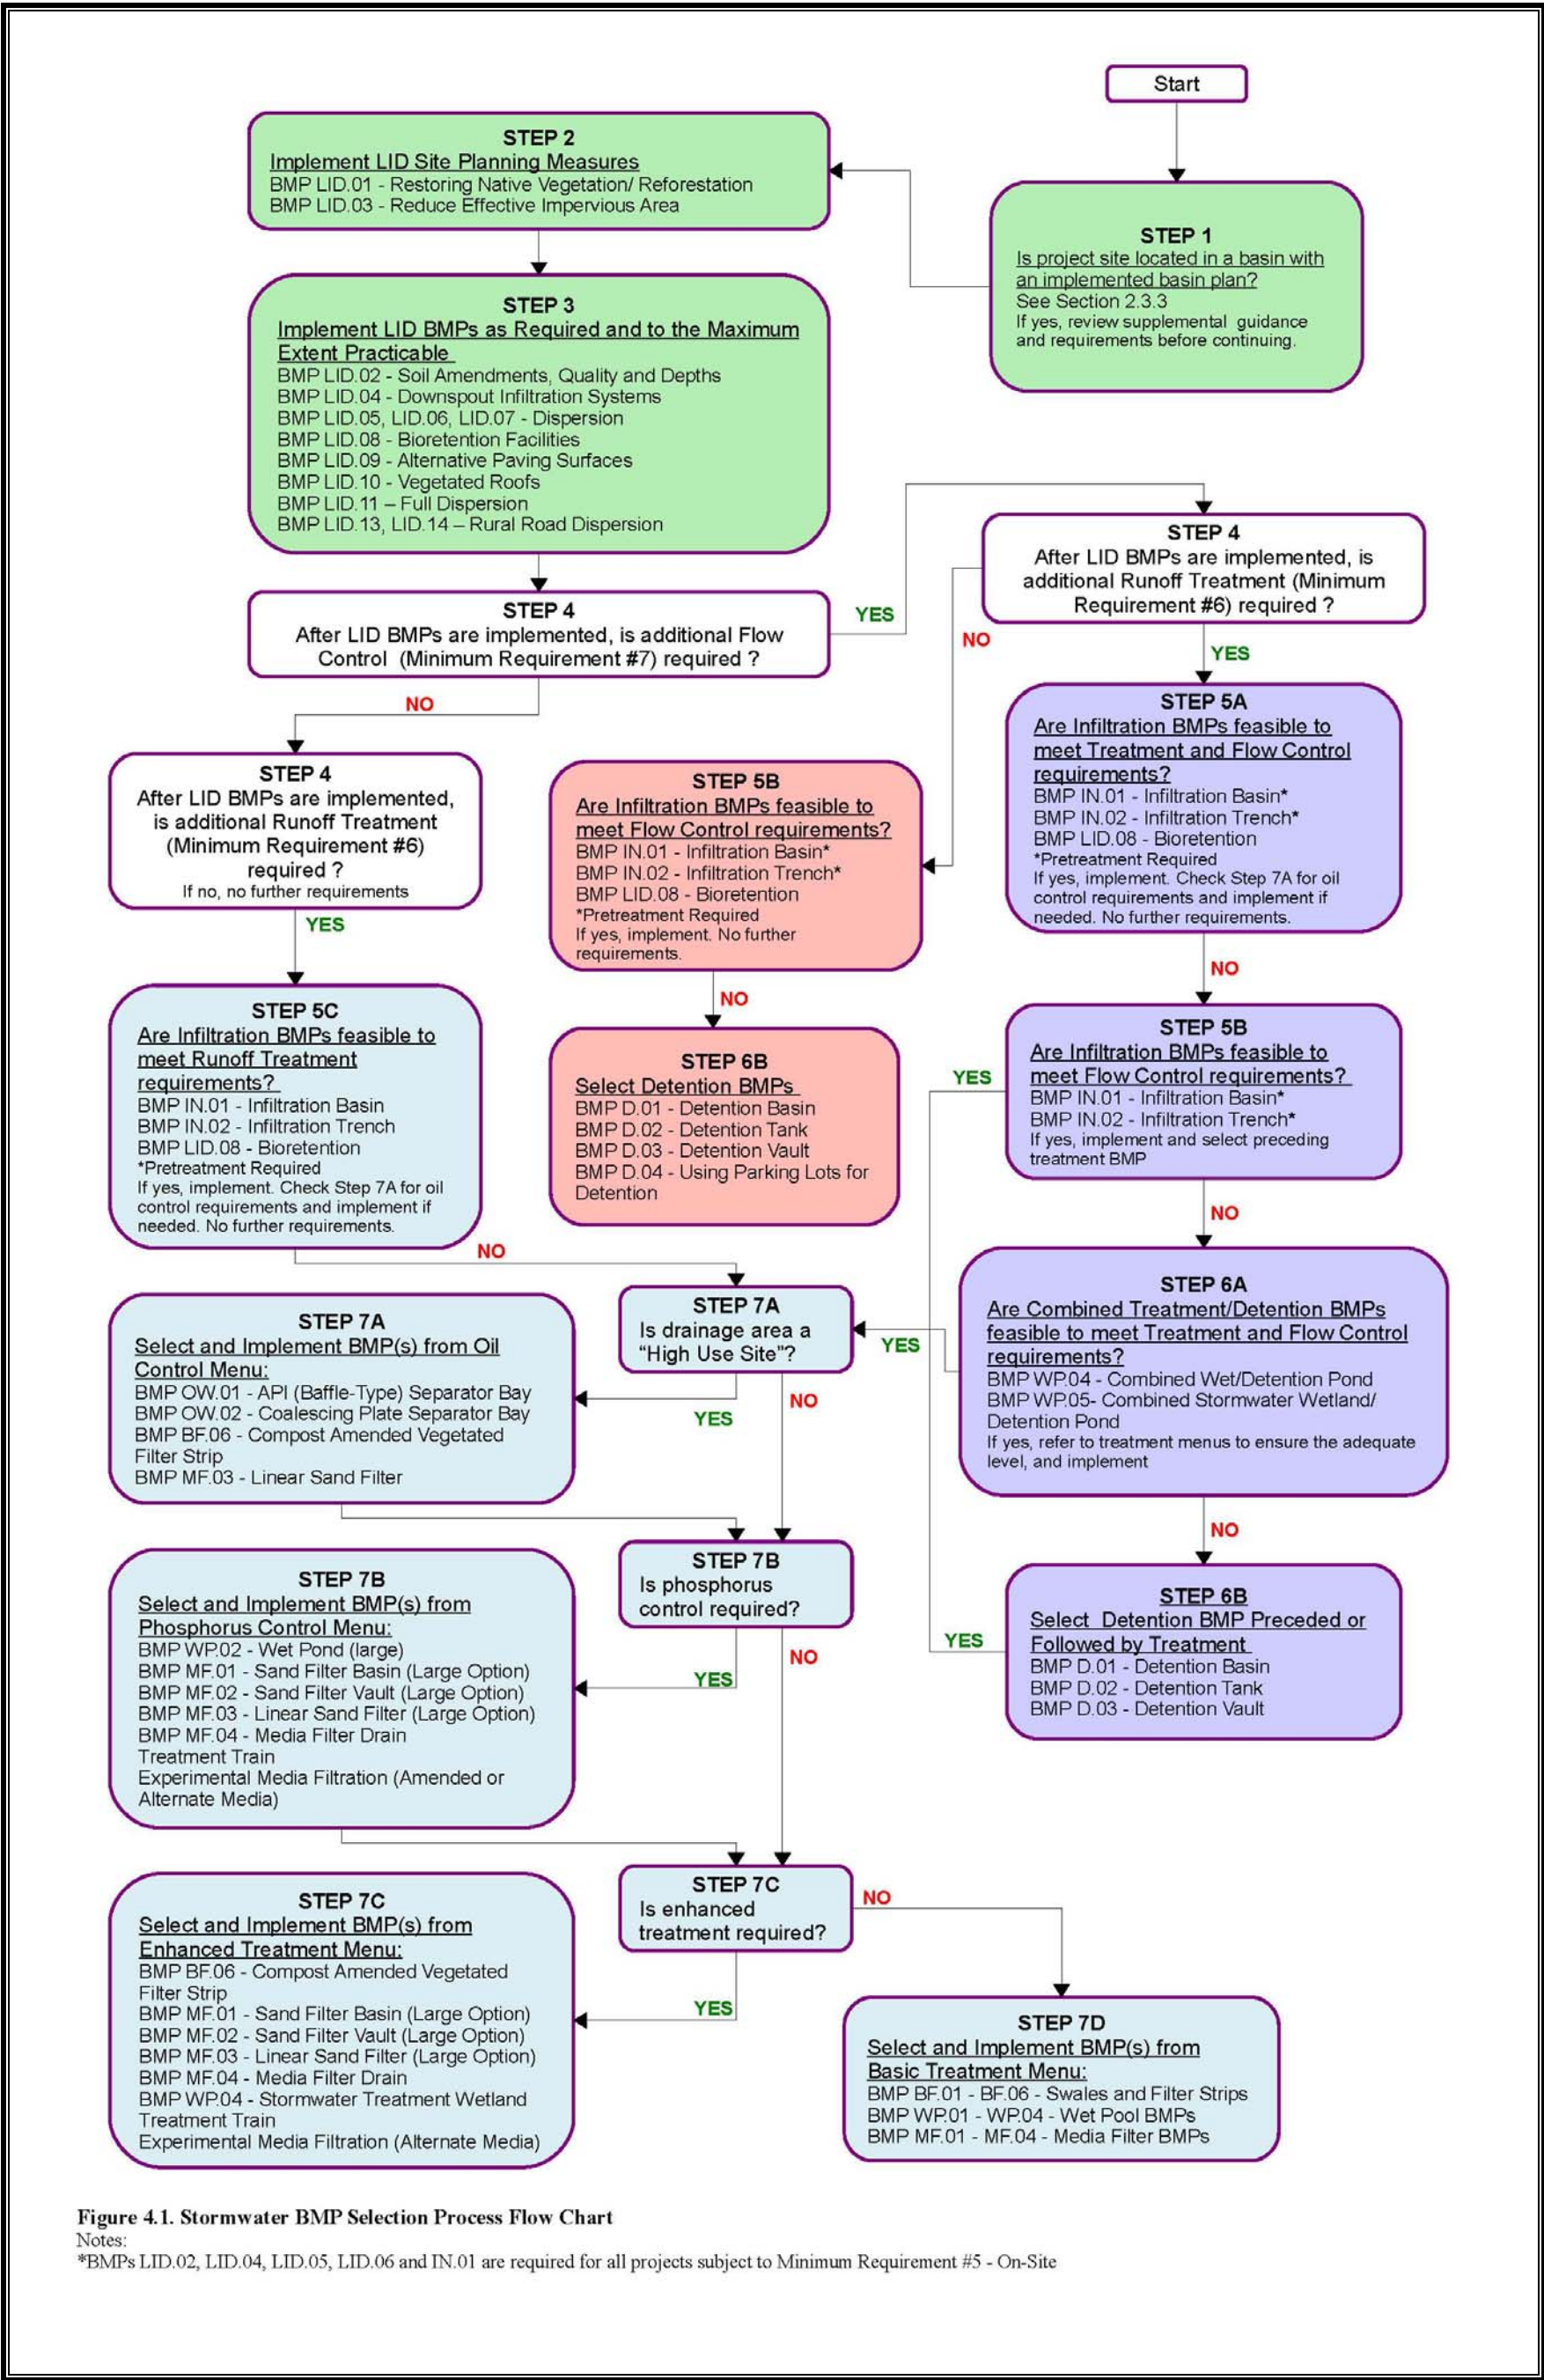 Start
STEP 1
Is project site located in a basin with
an implemented basin plan?
See Section 2.3.3
If yes, review supplemental guidance
and requirements before continuing.
STEP 2
Implement LID Site Planning Measures
BMP LID.01 - Restoring Native Vegetation/ Reforestation
BMP LID.03 - Reduce Effective Impervious Area
STEP 3
Implement LID BMPs as Required and to the Maximum
Extent Practicable
BMP LID.02 - Soil Amendments, Quality and Depths
BMP LID.04 - Downspout Infiltration Systems
BMP LID.05, LID.06, LID.07 - Dispersion
BMP LID.08 - Bioretention Facilities
BMP LID.09 - Alternative Paving Surfaces
BMP LID.10 - Vegetated Roofs
BMP LID.11 – Full Dispersion
BMP LID.13, LID.14 – Rural Road Dispersion
STEP 4
After LID BMPs are implemented, is additional Flow
Control (Minimum Requirement #7) required ?
YES
NO
STEP 4
After LID BMPs are implemented, is
additional Runoff Treatment (Minimum
Requirement #6) required ?
NO
YES
STEP 4
After LID BMPs are implemented,
is additional Runoff Treatment
(Minimum Requirement #6)
required ?
If no, no further requirements
YES
STEP 5B
Are Infiltration BMPs feasible to
meet Flow Control requirements?
BMP IN.01 - Infiltration Basin*
BMP IN.02 - Infiltration Trench*
BMP LID.08 - Bioretention
*Pretreatment Required
If yes, implement. No further
requirements.
NO
STEP 5A
Are Infiltration BMPs feasible to
meet Treatment and Flow Control
requirements?
BMP IN.01 - Infiltration Basin*
BMP IN.02 - Infiltration Trench*
BMP LID.08 - Bioretention
*Pretreatment Required
If yes, implement. Check Step 7A for oil
control requirements and implement if
needed. No further requirements.
NO
STEP 5C
Are Infiltration BMPs feasible to
meet Runoff Treatment
requirements?
BMP IN.01 - Infiltration Basin
BMP IN.02 - Infiltration Trench
BMP LID.08 - Bioretention
*Pretreatment Required
If yes, implement. Check Step 7A for oil
control requirements and implement if
needed. No further requirements.
NO
STEP 6B
Select Detention BMPs
BMP D.01 - Detention Basin
BMP D.02 - Detention Tank
BMP D.03 - Detention Vault
BMP D.04 - Using Parking Lots for
Detention
STEP 5B
Are Infiltration BMPs feasible to
meet Flow Control requirements?
BMP IN.01 - Infiltration Basin*
BMP IN.02 - Infiltration Trench*
If yes, implement and select preceding
treatment BMP
YES
NO
STEP 6A
Are Combined Treatment/Detention BMPs
feasible to meet Treatment and Flow Control
requirements?
BMP WP.04 - Combined Wet/Detention Pond
BMP WP.05- Combined Stormwater Wetland/
Detention Pond
If yes, refer to treatment menus to ensure the adequate
level, and implement
YES
NO
STEP 6B
Select Detention BMP Preceded or
Followed by Treatment
BMP D.01 - Detention Basin
BMP D.02 - Detention Tank
BMP D.03 - Detention Vault
YES
STEP 7A
Is drainage area a
“High Use Site”?
YES
NO
STEP 7A
Select and Implement BMP(s) from Oil
Control Menu:
BMP OW.01 - API (Baffle-Type) Separator Bay
BMP OW.02 - Coalescing Plate Separator Bay
BMP BF.06 - Compost Amended Vegetated
Filter Strip
BMP MF.03 - Linear Sand Filter
STEP 7B
Is phosphorus
control required?
YES
NO
STEP 7B
Select and Implement BMP(s) from
Phosphorus Control Menu:
BMP WP.02 - Wet Pond (large)
BMP MF.01 - Sand Filter Basin (Large Option)
BMP MF.02 - Sand Filter Vault (Large Option)
BMP MF.03 - Linear Sand Filter (Large Option)
BMP MF.04 - Media Filter Drain
Treatment Train
Experimental Media Filtration (Amended or
Alternate Media)
STEP 7C
Is enhanced
treatment required?
NO
YES
STEP 7C
Select and Implement BMP(s) from
Enhanced Treatment Menu:
BMP BF.06 - Compost Amended Vegetated
Filter Strip
BMP MF.01 - Sand Filter Basin (Large Option)
BMP MF.02 - Sand Filter Vault (Large Option)
BMP MF.03 - Linear Sand Filter (Large Option)
BMP MF.04 - Media Filter Drain
BMP WP.04 - Stormwater Treatment Wetland
Treatment Train
Experimental Media Filtration (Alternate Media)
STEP 7D
Select and Implement BMP(s) from
Basic Treatment Menu:
BMP BF.01 - BF.06 - Swales and Filter Strips
BMP WP.01 - WP.04 - Wet Pool BMPs
BMP MF.01 - MF.04 - Media Filter BMPs
Figure 4.1. Stormwater BMP Selection Process Flow Chart
Notes:
*BMPs LID.02, LID.04, LID.05, LID.06 and IN.01 are required for all projects subject to Minimum Requirement #5 - On-Site